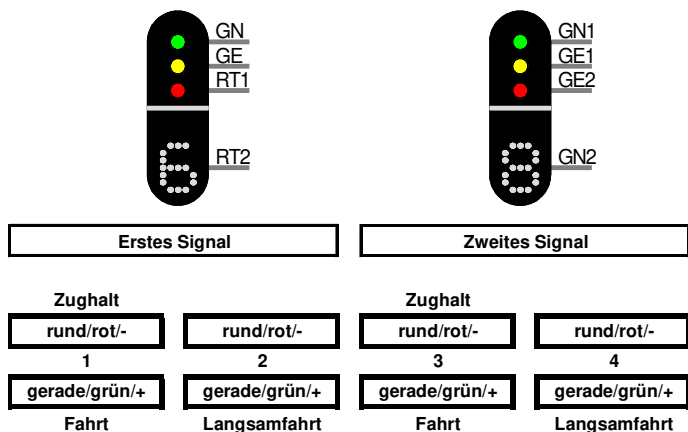 GN GN1
GE GE1
RT1 GE2
RT2 GN2
6 8
Erstes Signal Zweites Signal
Zughalt Zughalt
rund/rot/- rund/rot/- rund/rot/- rund/rot/-
1 2 3 4
gerade/grün/+ gerade/grün/+ gerade/grün/+ gerade/grün/+
Fahrt Langsamfahrt Fahrt Langsamfahrt